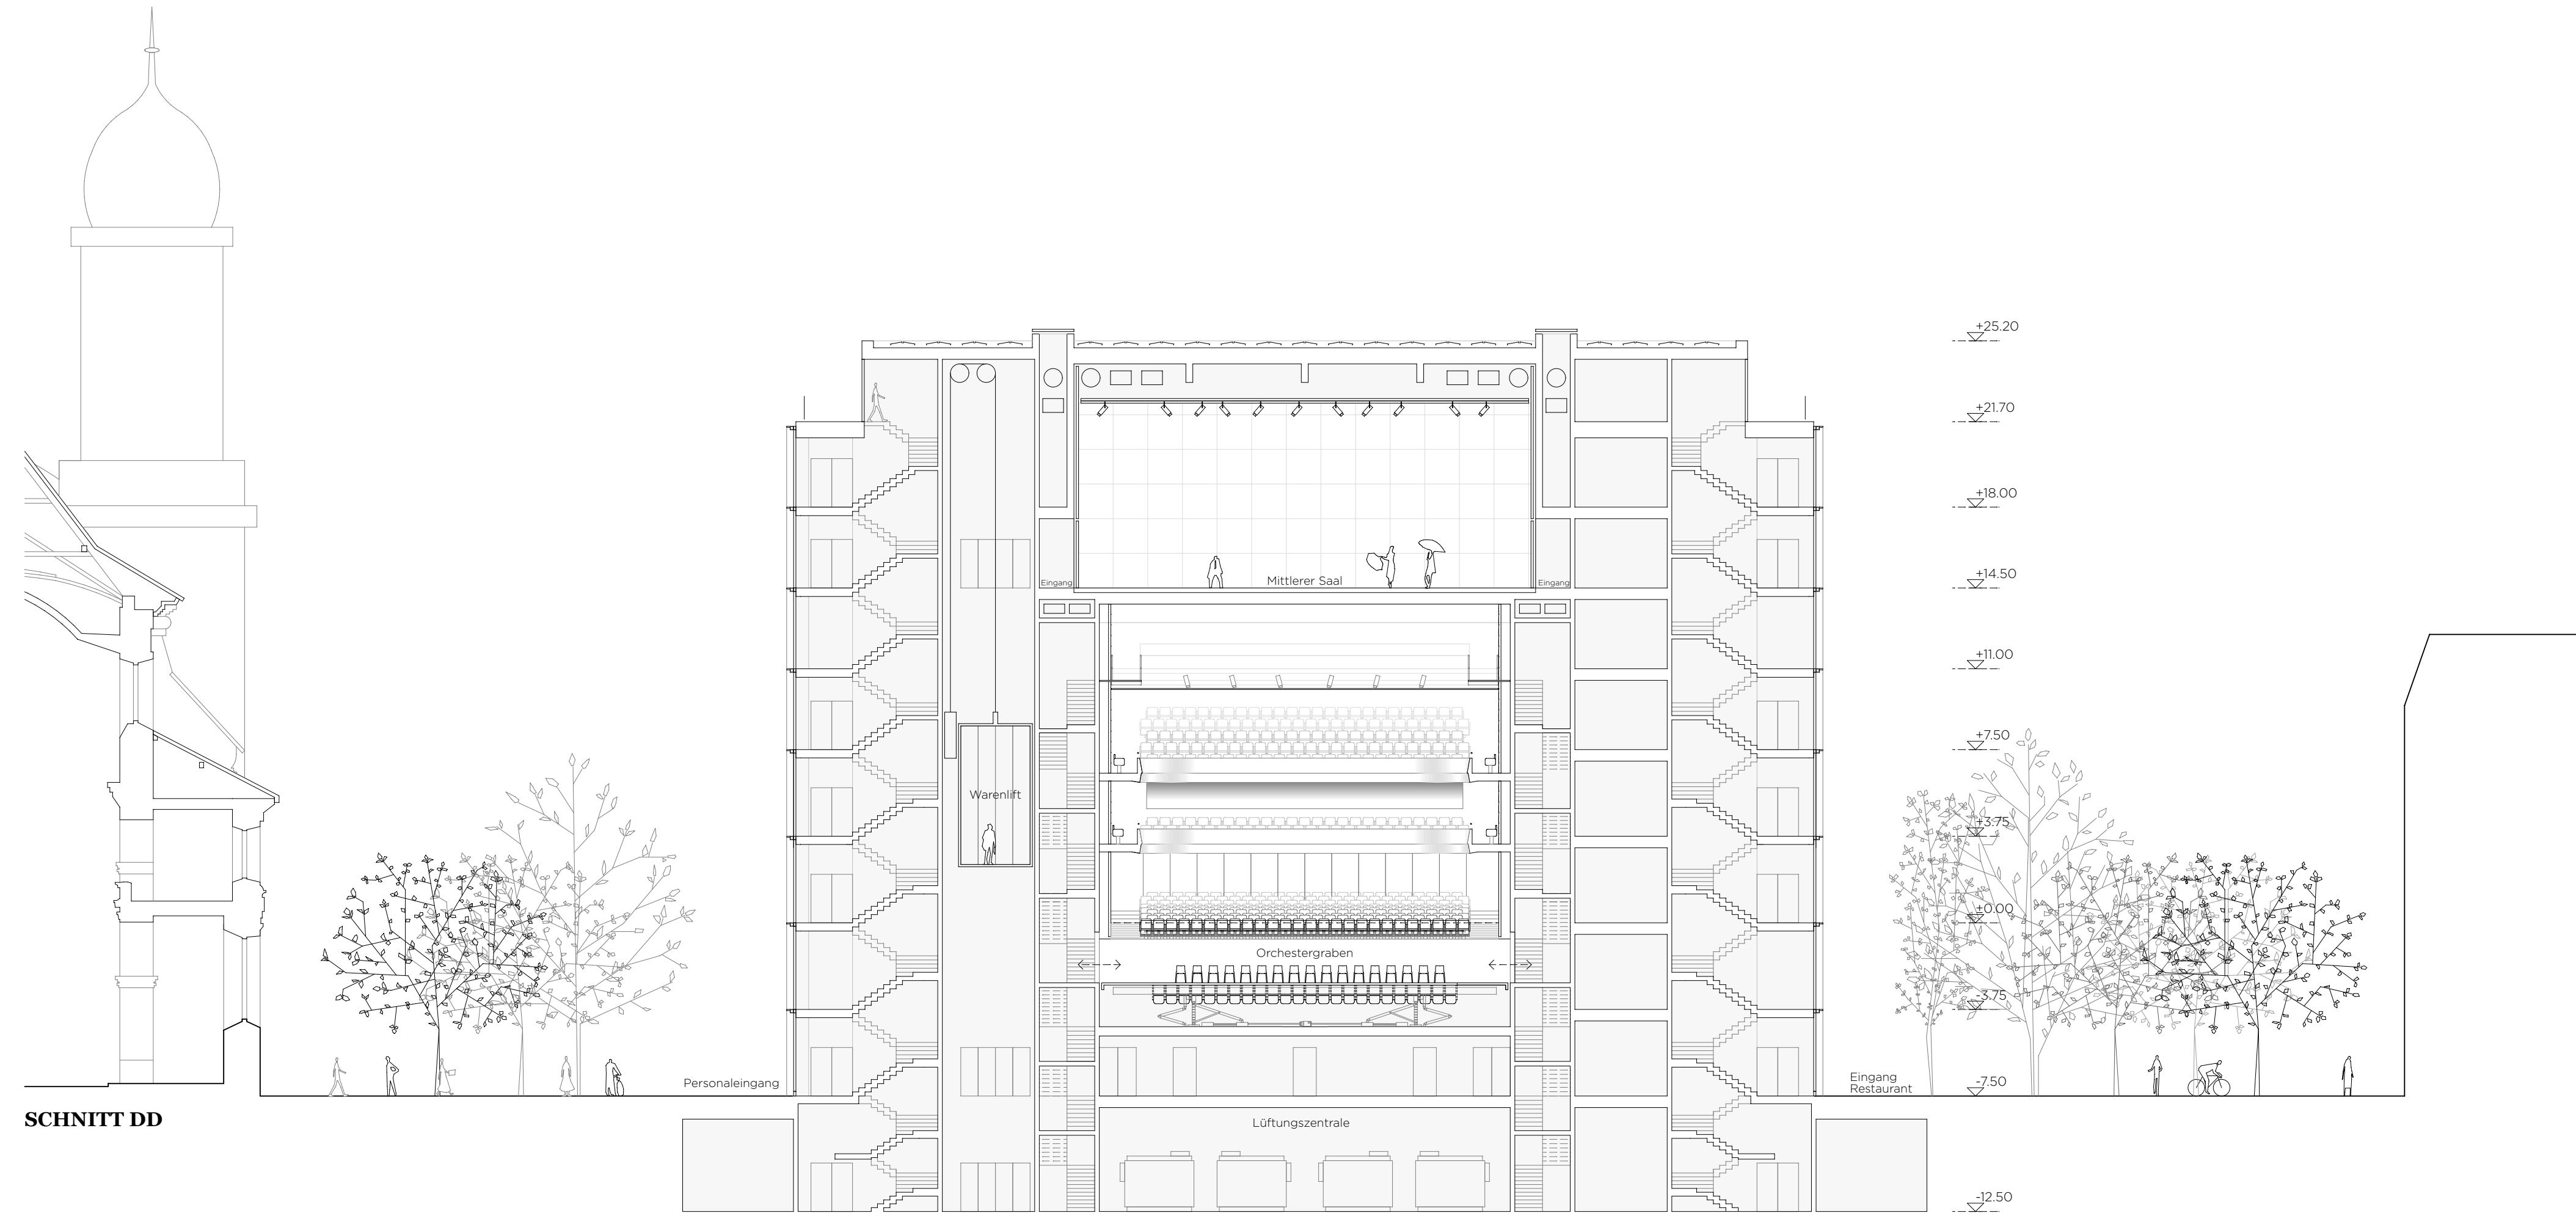 +25.20
+21.70
+18.00
Eingang
Mittlerer Saal
Eingang
+14.50
+11.00
+7.50
Warenlift
+3.75
+0.00
Orchestergraben
-3.75
Personaleingang
Eingang
Restaurant
-7.50
SCHNITT DD
Lüftungszentrale
-12.50